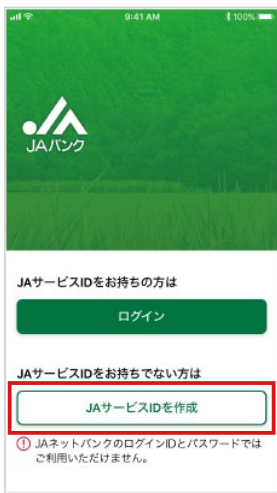 9:41 AM 100%
JAバンク
JAサービスIDをお持ちの方は
ログイン
JAサービスIDをお持ちでない方は
JAサービスIDを作成
JAネットバンクのログインIDとパスワードでは
ご利用いただけません。